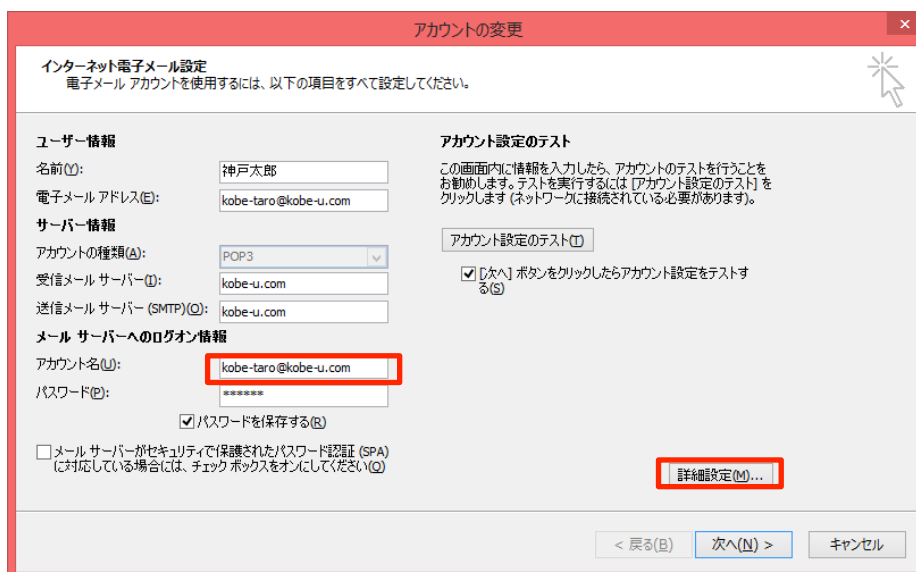 アカウントの変更
インターネット電子メール設定
電子メール アカウントを使用するには、以下の項目をすべて設定してください。
ユーザー情報
名前(Y):
神戸太郎
電子メール アドレス(E):
kobe-taro@kobe-u.com
サーバー情報
アカウントの種類(A):
POP3
受信メール サーバー(I):
kobe-u.com
送信メール サーバー (SMTP)(O):
kobe-u.com
メール サーバーへのログオン情報
アカウント名(U):
kobe-taro@kobe-u.com
パスワード(P):
******
パスワードを保存する(R)
メール サーバーがセキュリティで保護されたパスワード認証 (SPA)
に対応している場合には、チェック ボックスをオンにしてください(Q)
アカウント設定のテスト
この画面内に情報を入力したら、アカウントのテストを行うことを
お勧めします。テストを実行するには [アカウント設定のテスト] を
クリックします (ネットワークに接続されている必要があります)。
アカウント設定のテスト(T)
[次へ] ボタンをクリックしたらアカウント設定をテストす
る(S)
詳細設定(M)...
< 戻る(B)
次へ(N) >
キャンセル